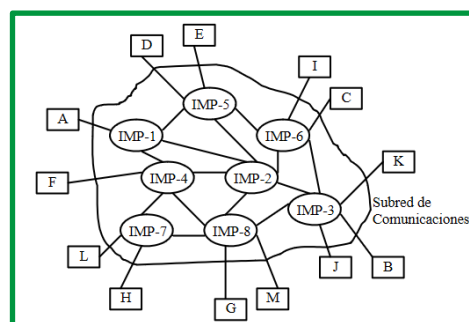 E
D
I
C
IMP-5
A
IMP-1
IMP-6
K
F
IMP-4
IMP-2
IMP-3
Subred de
Comunicaciones
IMP-7
IMP-8
L
J
B
H
G
M